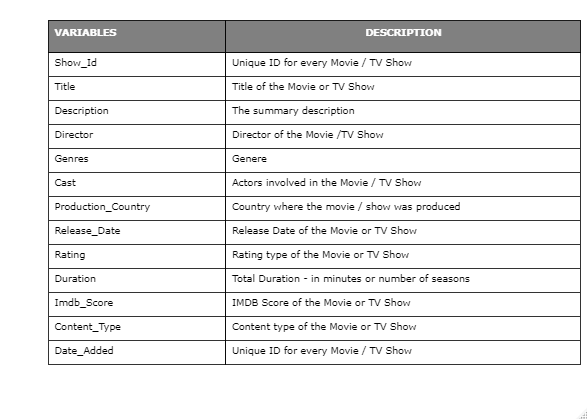 VARIABLES DESCRIPTION
Show_Id Unique ID for every Movie / TV Show
Title Title of the Movie or TV Show
Description The summary description
Director Director of the Movie /TV Show
Genres Genere
Cast Actors involved in the Movie / TV Show
Production_Country Country where the movie / show was produced
Release_Date Release Date of the Movie or TV Show
Rating Rating type of the Movie or TV Show
Duration Total Duration - in minutes or number of seasons
Imdb_Score IMDB Score of the Movie or TV Show
Content_Type Content type of the Movie or TV Show
Date_Added Unique ID for every Movie / TV Show